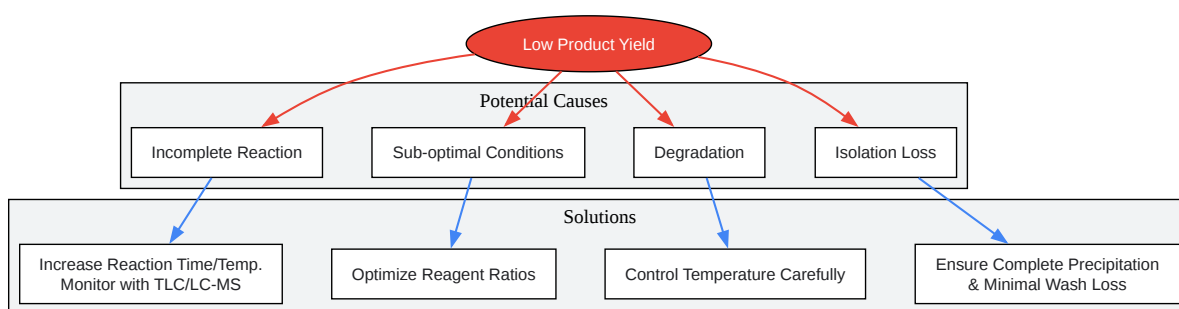 Low Product Yield
Potential Causes
Incomplete Reaction
Sub-optimal Conditions
Degradation
Isolation Loss
Solutions
Increase Reaction Time/Temp.
Monitor with TLC/LC-MS
Optimize Reagent Ratios
Control Temperature Carefully
Ensure Complete Precipitation
& Minimal Wash Loss